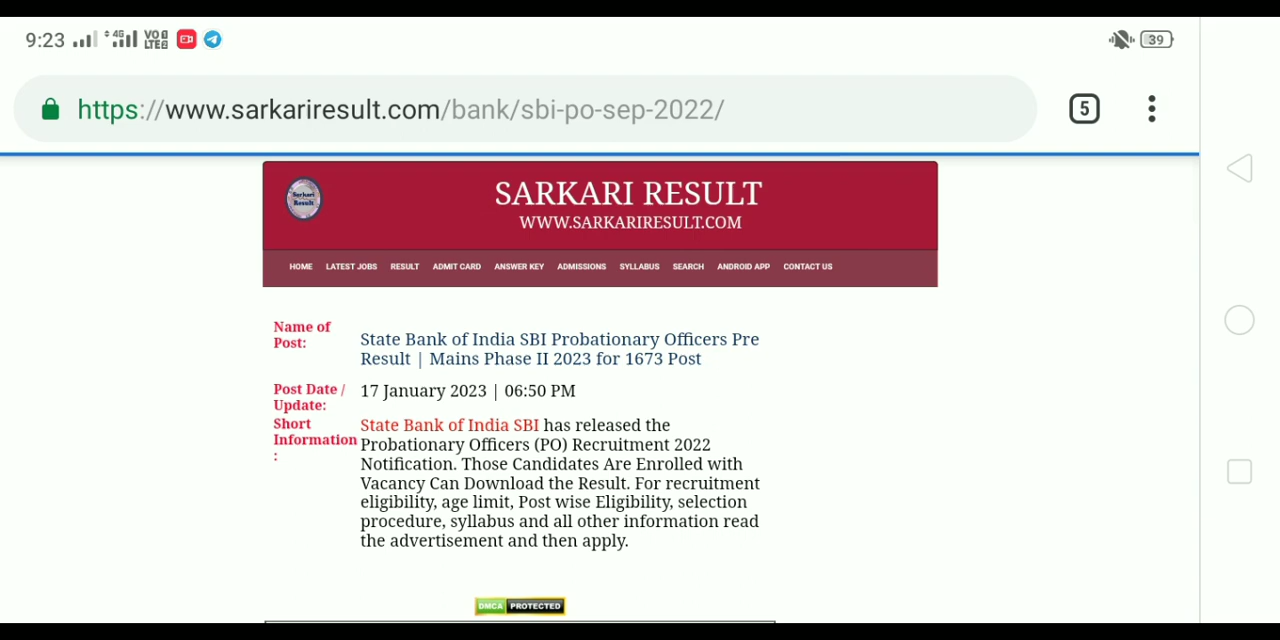 9:23 4G VO LTE 39
https://www.sarkariresult.com/bank/sbi-po-sep-2022/ 5
Sarkari Result
SARKARI RESULT
WWW.SARKARIRESULT.COM
HOME LATEST JOBS RESULT ADMIT CARD ANSWER KEY ADMISSIONS SYLLABUS SEARCH ANDROID APP CONTACT US
Name of Post:
State Bank of India SBI Probationary Officers Pre
Result | Mains Phase II 2023 for 1673 Post
Post Date / Update:
17 January 2023 | 06:50 PM
Short Information :
State Bank of India SBI has released the
Probationary Officers (PO) Recruitment 2022
Notification. Those Candidates Are Enrolled with
Vacancy Can Download the Result. For recruitment
eligibility, age limit, Post wise Eligibility, selection
procedure, syllabus and all other information read
the advertisement and then apply.
DMCA PROTECTED